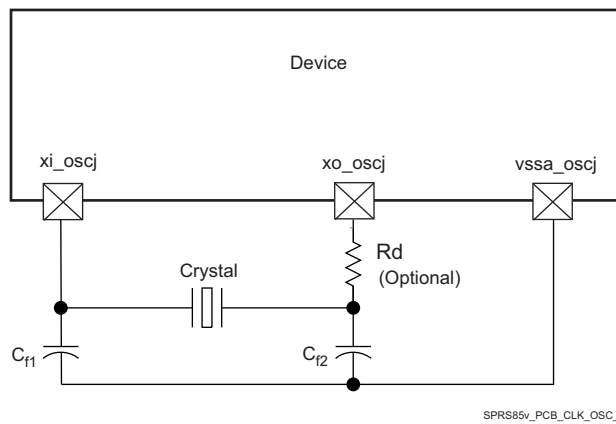 Device
xi_oscj
xo_oscj
vssa_oscj
Rd
(Optional)
Crystal
Cf1
Cf2
SPRS85v_PCB_CLK_OSC_